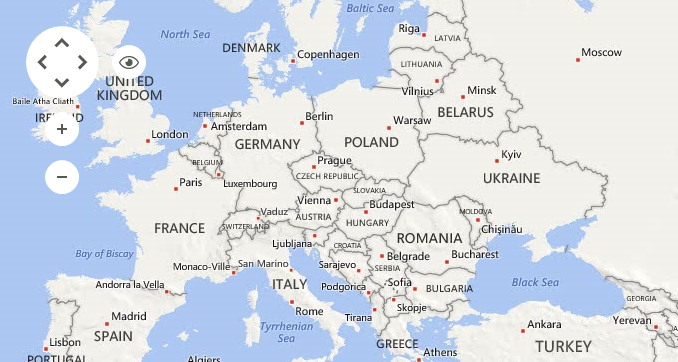 Baltic Sea
North Sea
Riga
LATVIA
DENMARK
Copenhagen
Moscow
LITHUANIA
UNITED
KINGDOM
Vilnius
Minsk
Baile Atha Cliath
IRELAND
NETHERLANDS
Amsterdam
Berlin
Warsaw
BELARUS
London
GERMANY
POLAND
Kyiv
BELGIUM
Prague
CZECH REPUBLIC
UKRAINE
Paris
Luxembourg
SLOVAKIA
Vienna
Budapest
Vaduz
AUSTRIA
MOLDOVA
FRANCE
SWITZERLAND
HUNGARY
Chișinău
Ljubljana
CROATIA
ROMANIA
Bay of Biscay
Monaco-Ville
San Marino
Sarajevo
Belgrade
Bucharest
SERBIA
Andorra la Vella
ITALY
Podgorica
Sofia
BULGARIA
Black Sea
GEORGIA
Madrid
Rome
Skopje
Tirana
Yerevan
SPAIN
Tyrrhenian
Sea
Ankara
Lisbon
GREECE
TURKEY
PORTUGAL
Algiers
Athens